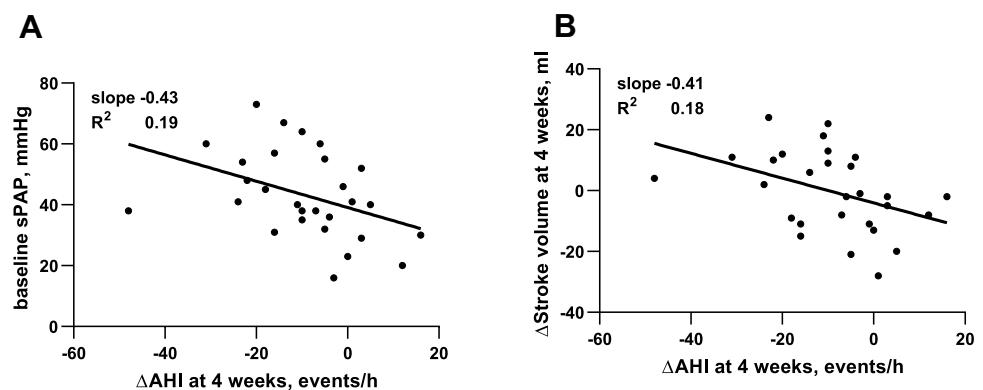 A
80
60
40
20
0
-60
-40
-20
0
20
slope -0.43
R² 0.19
baseline sPAP, mmHg
ΔAHI at 4 weeks, events/h
B
40
20
0
-20
-40
-60
-40
-20
0
20
slope -0.41
R² 0.18
ΔStroke volume at 4 weeks, ml
ΔAHI at 4 weeks, events/h